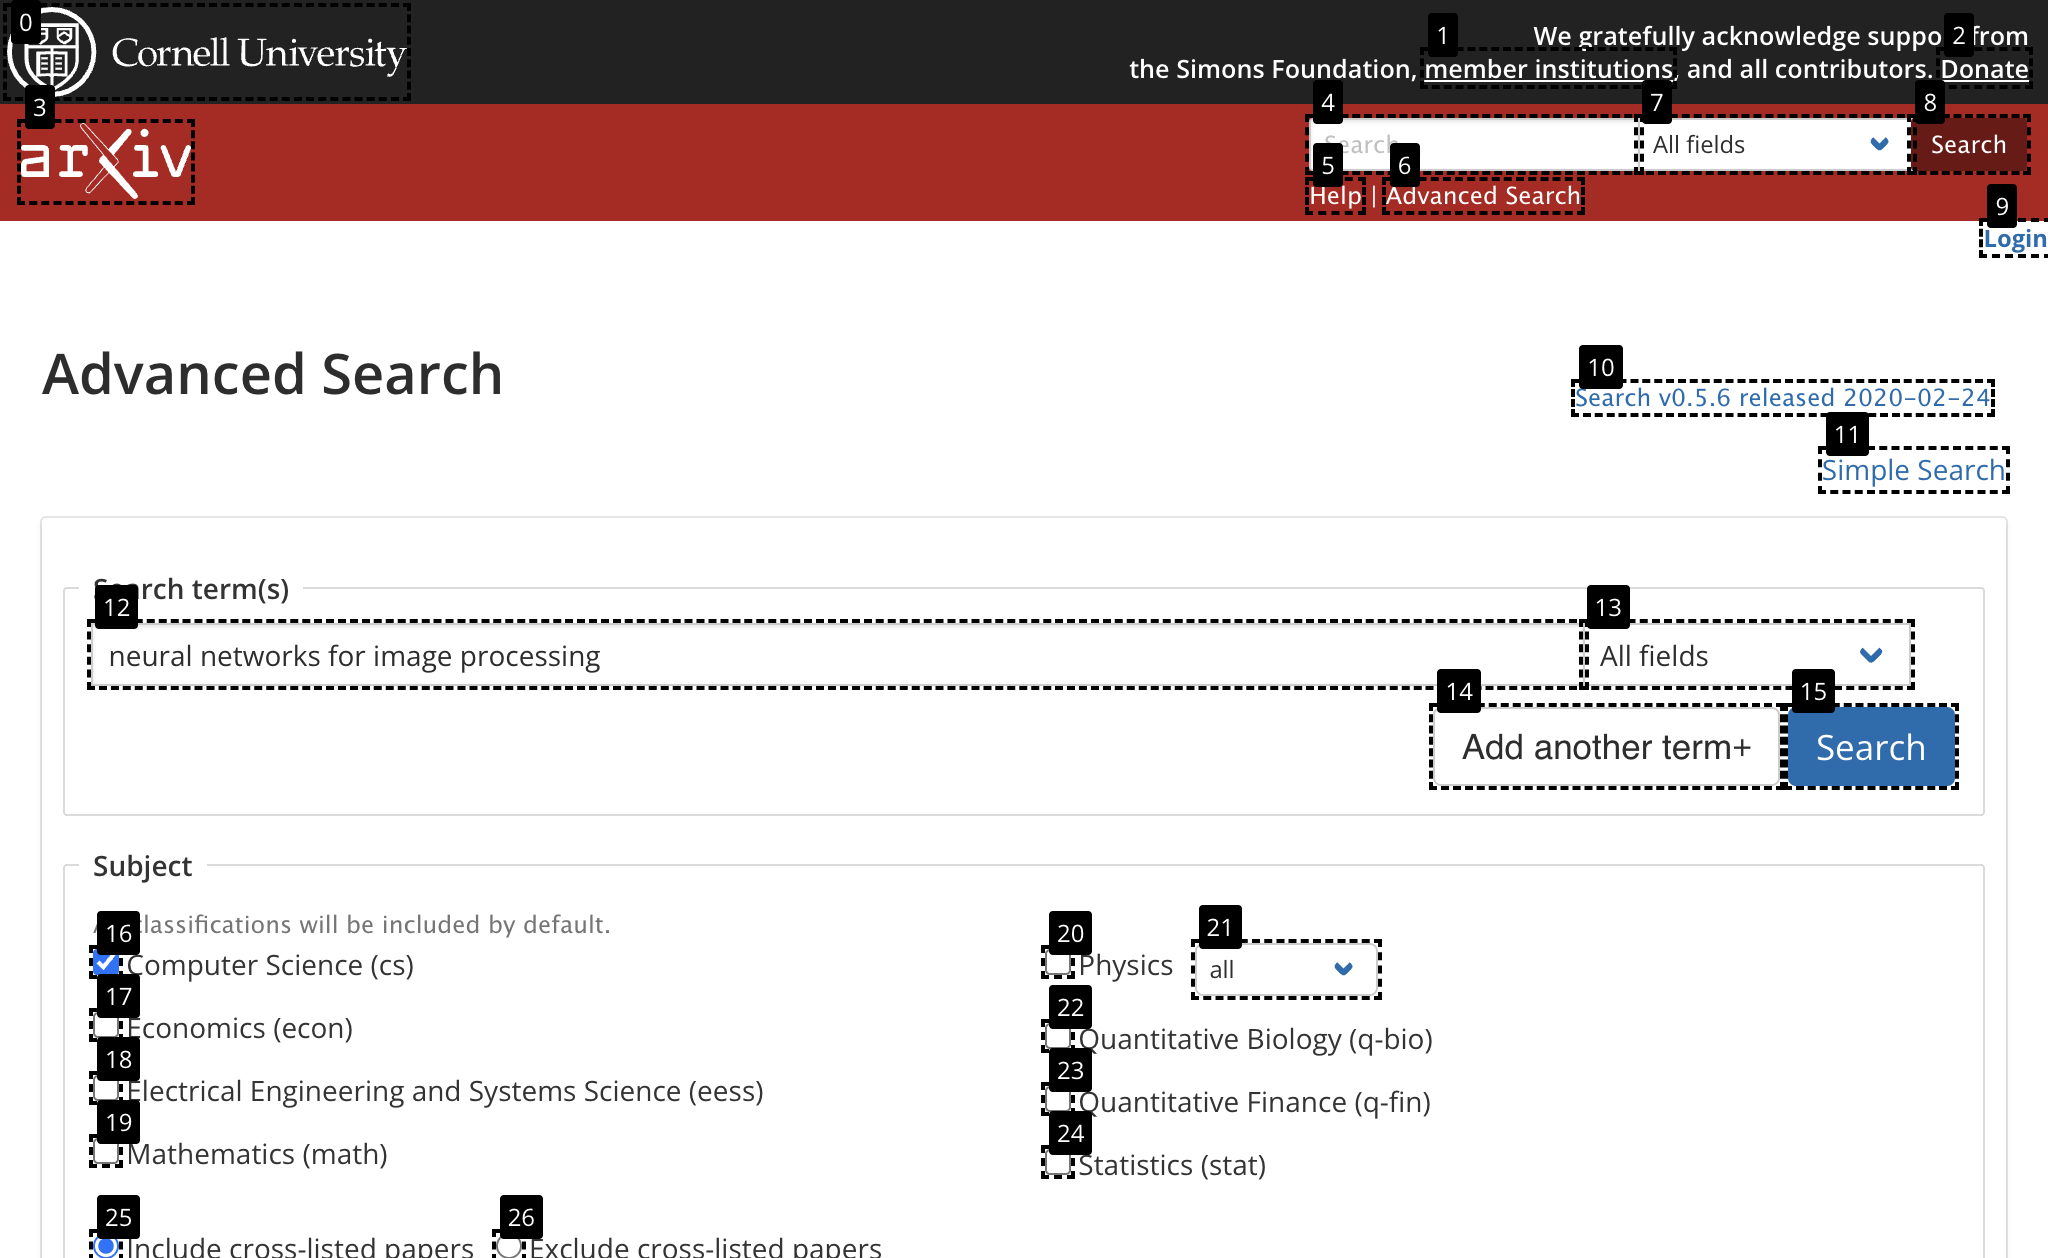 0
Cornell University
1
2
We gratefully acknowledge suppo from
the Simons Foundation, member institutions, and all contributors. Donate
3
arXiv
4
7
8
Search
All fields
Search
5
6
Help | Advanced Search
9
Login
Advanced Search
10
Search v0.5.6 released 2020-02-24
11
Simple Search
rch term(s)
12
13
neural networks for image processing
All fields
14
15
Add another term+
Search
Subject
classifications will be included by default.
16
Computer Science (cs)
17
Economics (econ)
18
Electrical Engineering and Systems Science (eess)
19
Mathematics (math)
20
21
Physics
all
22
Quantitative Biology (q-bio)
23
Quantitative Finance (q-fin)
24
Statistics (stat)
25
26
Include cross-listed papers
Exclude cross-listed papers